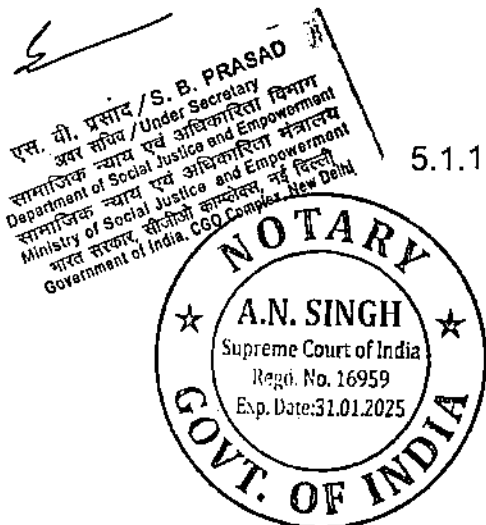 एस. बी. प्रसाद / S. B. PRASAD
अवर सचिव / Under Secretary
सामाजिक न्याय एवं अधिकारिता विभाग
Department of Social Justice and Empowerment
सामाजिक न्याय एवं अधिकारिता मंत्रालय
Ministry of Social Justice and Empowerment
भारत सरकार, सीजीओ काम्प्लेक्स, नई दिल्ली
Government of India, CGO Complex, New Delhi
5.1.1
NOTARY
A.N. SINGH
Supreme Court of India
Regd. No. 16959
Exp. Date:31.01.2025
GOVT. OF INDIA